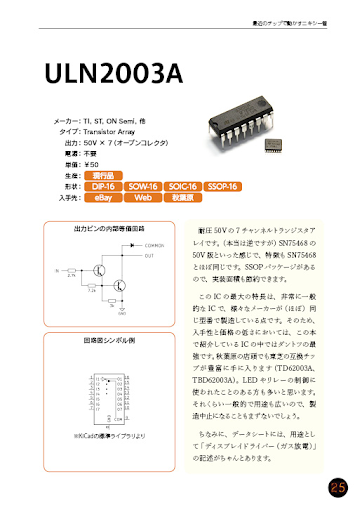 最近のチップで動かすニキシー管
ULN2003A
メーカー： TI, ST, ON Semi, 他
タイプ： Transistor Array
出力： 50V × 7 (オープンコレクタ)
電源： 不要
単価： ￥50
生産： 現行品
形状： DIP-16 SOW-16 SOIC-16 SSOP-16
入手先： eBay Web 秋葉原
出力ピンの内部等価回路
COMMON
OUT
2.7k
7.2k
3k
回路図シンボル例
I1 O1
I2 O2
I3 O3
I4 O4
I5 O5
I6 O6
I7 O7
COM
※KiCadの標準ライブラリより
耐圧 50V の 7 チャンネルトランジスタア
レイです。（本当は逆ですが）SN75468 の
50V 版といった感じで、特徴も SN75468
とほぼ同じです。SSOP パッケージがある
ので、実装面積も節約できます。
この IC の最大の特長は、非常に一般
的な IC で、様々なメーカーが（ほぼ）同
じ型番で製造している点です。そのため、
入手性と価格の低さにおいては、この本
で紹介している IC の中ではダントツの最
強です。秋葉原の店頭でも東芝の互換チッ
プが豊富に手に入ります (TD62003A、
TBD62003A)。LED やリレーの制御に
使われたことのある方も多いと思います。
それくらい一般的で用途も広いので、製
造中止になることもまずないでしょう。
ちなみに、データシートには、用途とし
て「ディスプレイドライバー（ガス放電）」
の記述がちゃんとあります。
25